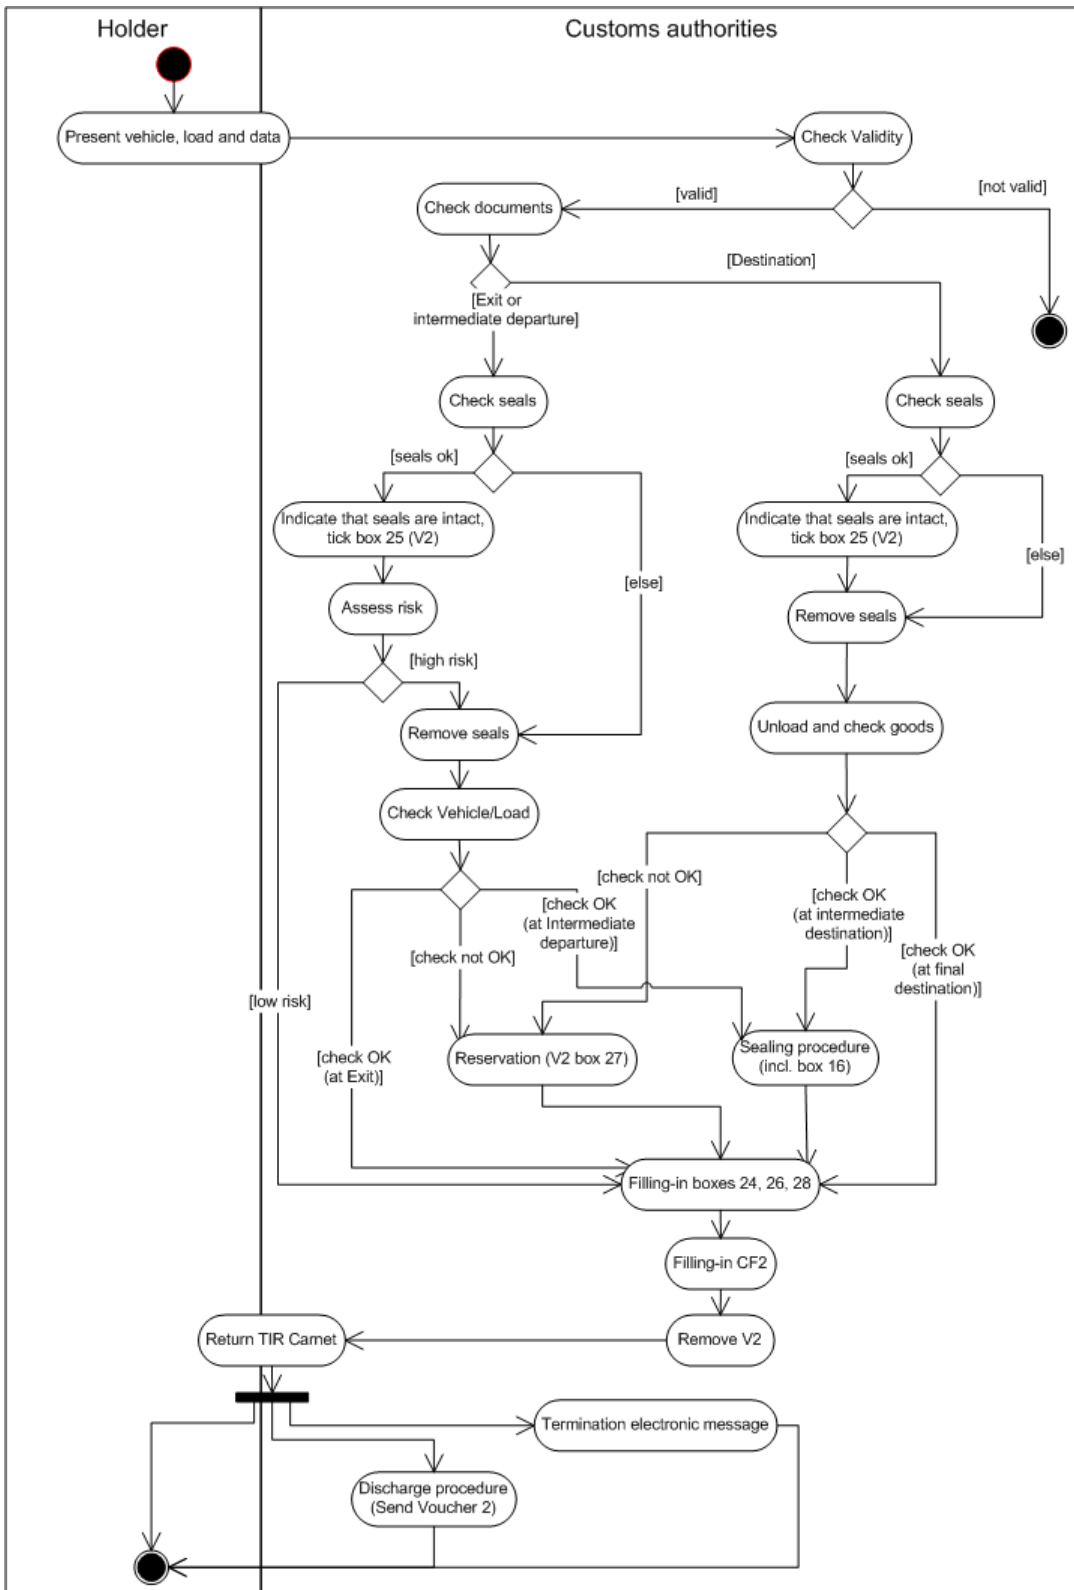 Holder
Customs authorities
Present vehicle, load and data
Check Validity
[valid]
[not valid]
Check documents
[Destination]
[Exit or
intermediate departure]
Check seals
Check seals
[seals ok]
[seals ok]
Indicate that seals are intact,
tick box 25 (V2)
Indicate that seals are intact,
tick box 25 (V2)
[else]
[else]
Assess risk
Remove seals
[high risk]
Remove seals
Unload and check goods
Check Vehicle/Load
[check not OK]
[check OK
(at intermediate
destination)]
[check OK
(at Intermediate
departure)]
[check not OK]
[check OK
(at final
destination)]
[low risk]
[check OK
(at Exit)]
Reservation (V2 box 27)
Sealing procedure
(incl. box 16)
Filling-in boxes 24, 26, 28
Filling-in CF2
Return TIR Carnet
Remove V2
Termination electronic message
Discharge procedure
(Send Voucher 2)